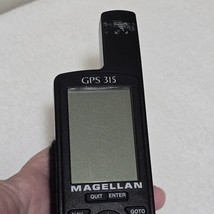 GPS 315
MAGELLAN
QUIT ENTER
GOTO